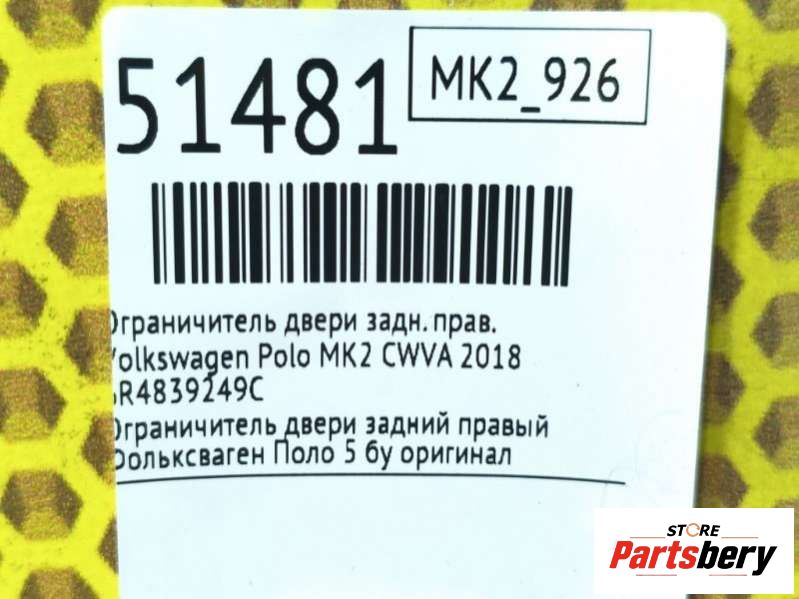 51481
MK2_926
Ограничитель двери задн. прав.
Volkswagen Polo MK2 CWVA 2018
6R4839249C
Ограничитель двери задний правый
Фольксваген Поло 5 бу оригинал
STORE
Partsbery